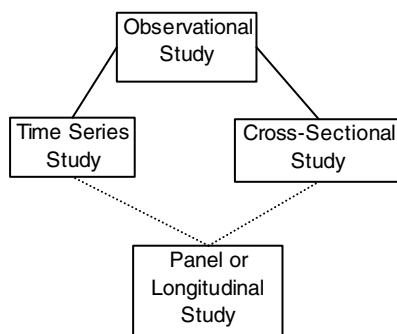 Observational
Study
Time Series
Study
Cross-Sectional
Study
Panel or
Longitudinal
Study